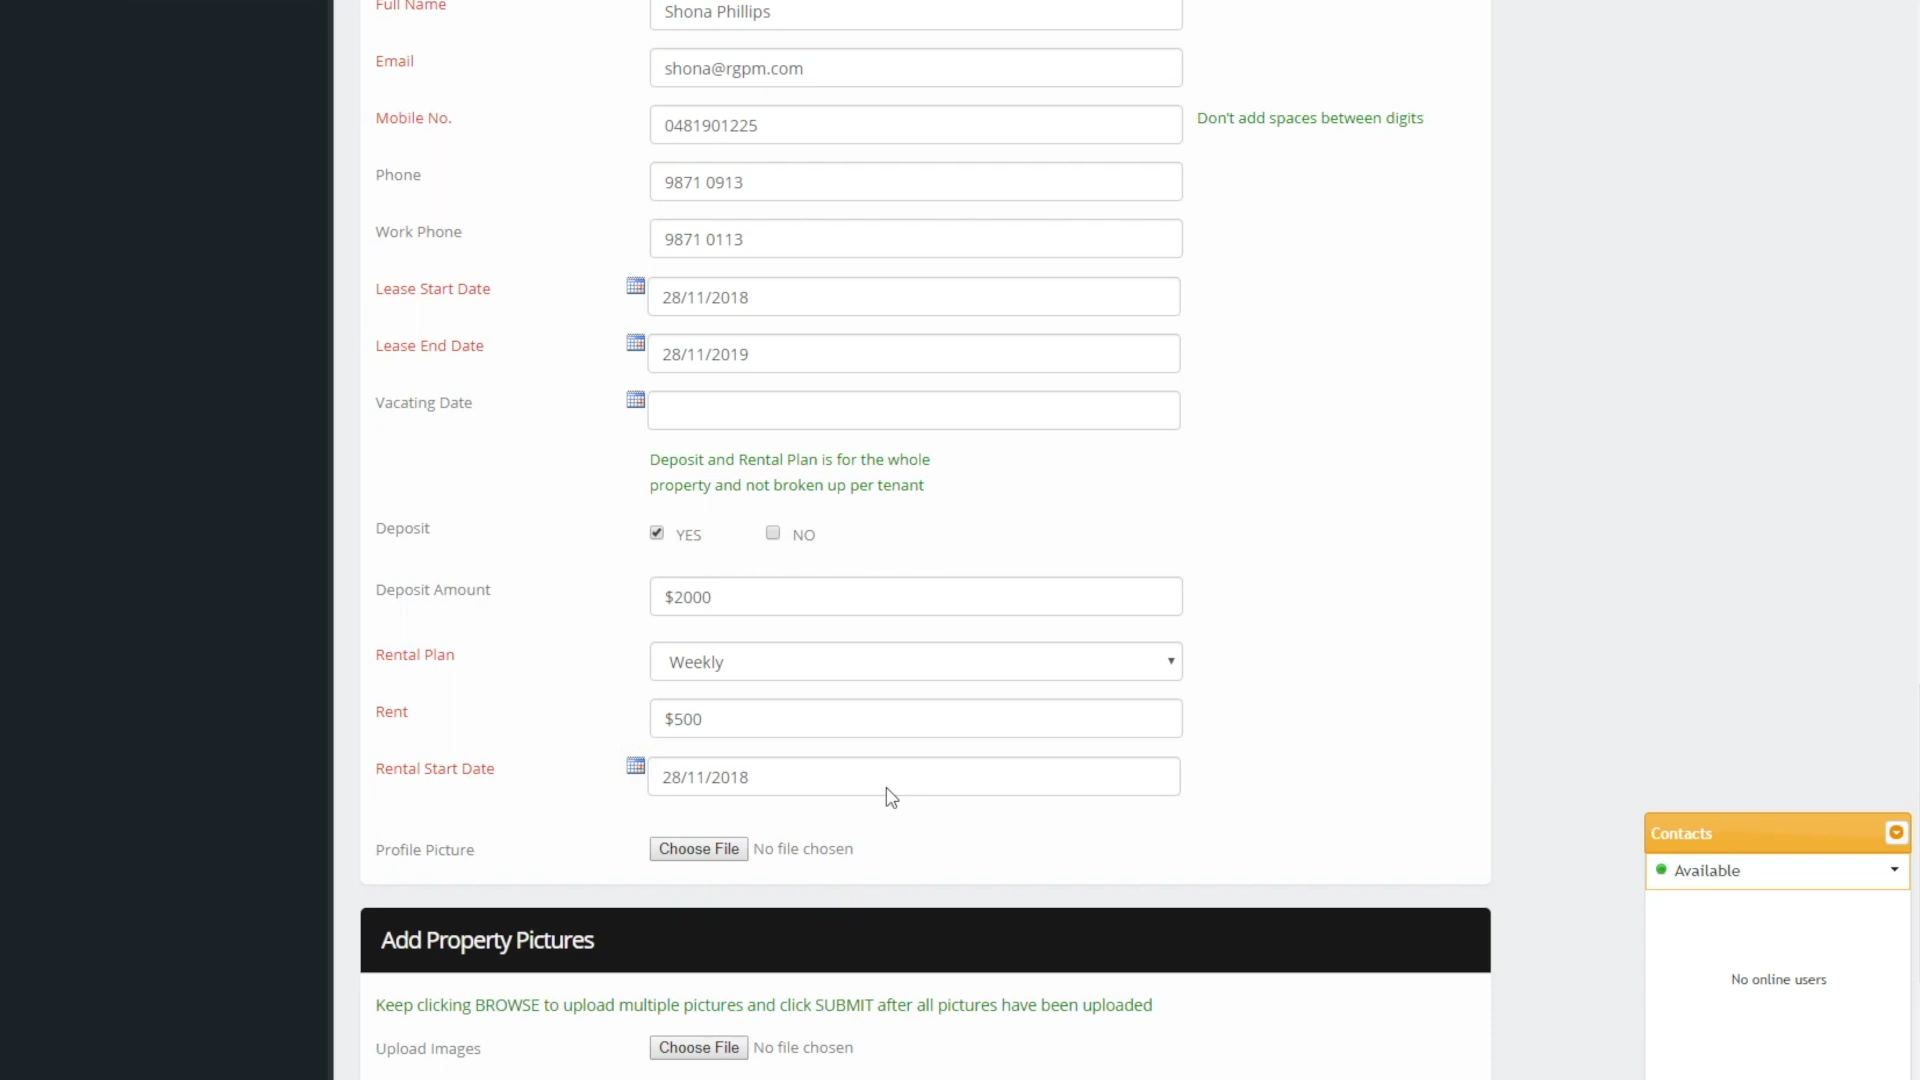 Full Name
Shona Phillips
Email
shona@rgpm.com
Mobile No.
0481901225
Don't add spaces between digits
Phone
9871 0913
Work Phone
9871 0113
Lease Start Date
28/11/2018
Lease End Date
28/11/2019
Vacating Date
Deposit and Rental Plan is for the whole
property and not broken up per tenant
Deposit
YES
NO
Deposit Amount
$2000
Rental Plan
Weekly
Rent
$500
Rental Start Date
28/11/2018
Profile Picture
Choose File No file chosen
Add Property Pictures
Keep clicking BROWSE to upload multiple pictures and click SUBMIT after all pictures have been uploaded
Upload Images
Choose File No file chosen
Contacts
Available
No online users